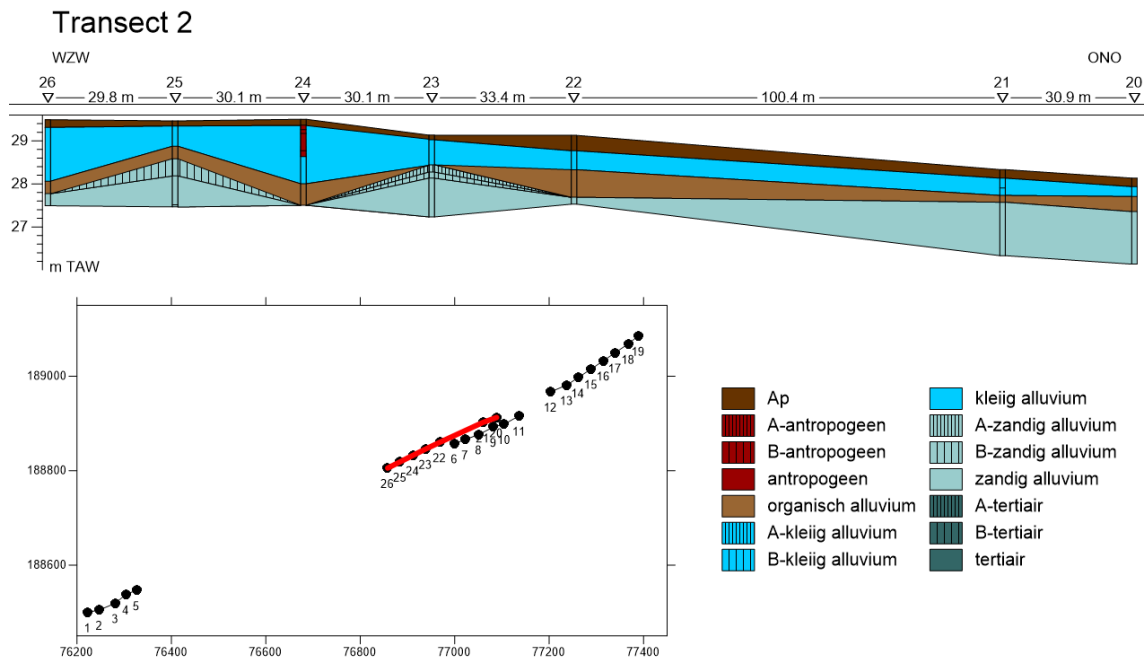 Transect 2
WZW ONO
26 25 24 23 22 21 20
29.8 m 30.1 m 30.1 m 33.4 m 100.4 m 30.9 m
29
28
27
m TAW
189000
188800
188600
76200 76400 76600 76800 77000 77200 77400
1 2 3 4 5
26 25 24 23 22 6 7 8 21 9 20 10 11
12 13 14 15 16 17 18 19
Ap
A-antropogeen
B-antropogeen
antropogeen
organisch alluvium
A-kleiig alluvium
B-kleiig alluvium
kleiig alluvium
A-zandig alluvium
B-zandig alluvium
zandig alluvium
A-tertiair
B-tertiair
tertiair